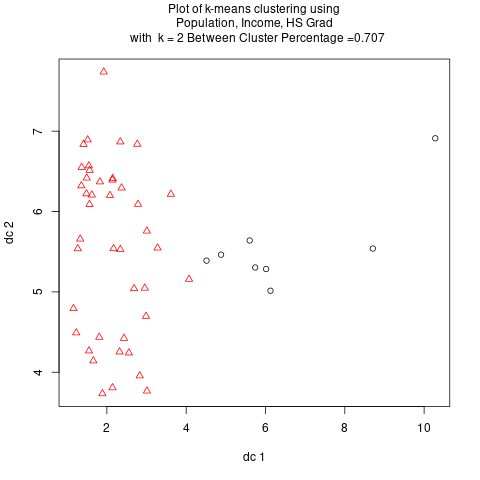 Plot of k-means clustering using
Population, Income, HS Grad
with  k = 2 Between Cluster Percentage =0.707
7
6
5
4
dc 2
2
4
6
8
10
dc 1